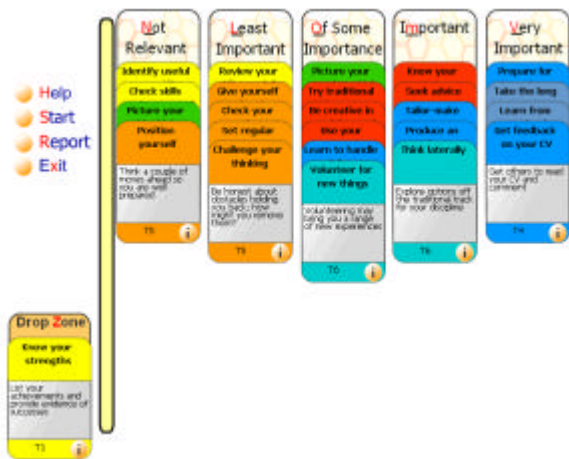 Help
Start
Report
Exit
Not
Relevant
Identify useful
Check skills
Picture your
Position
yourself
Think a couple of
moves ahead so
you are well
prepared
T5
i
Least
Important
Review your
Give yourself
Check your
Set regular
Challenge your
thinking
Be honest about
obstacles holding
you back; how
might you remove
them?
T5
i
Of Some
Importance
Picture your
Try traditional
Be creative in
Use your
Learn to handle
Volunteer for
new things
Volunteering may
bring you a range
of new experiences
T6
i
Important
Know your
Seek advice
Tailor-make
Produce an
Think laterally
Explore options off
the traditional track
for your discipline
T6
i
Very
Important
Prepare for
Take the long
Learn from
Get feedback
on your CV
Get others to read
your CV and
comment
T4
i
Drop Zone
Know your
strengths
List your
achievements and
provide evidence of
successes
T1
i